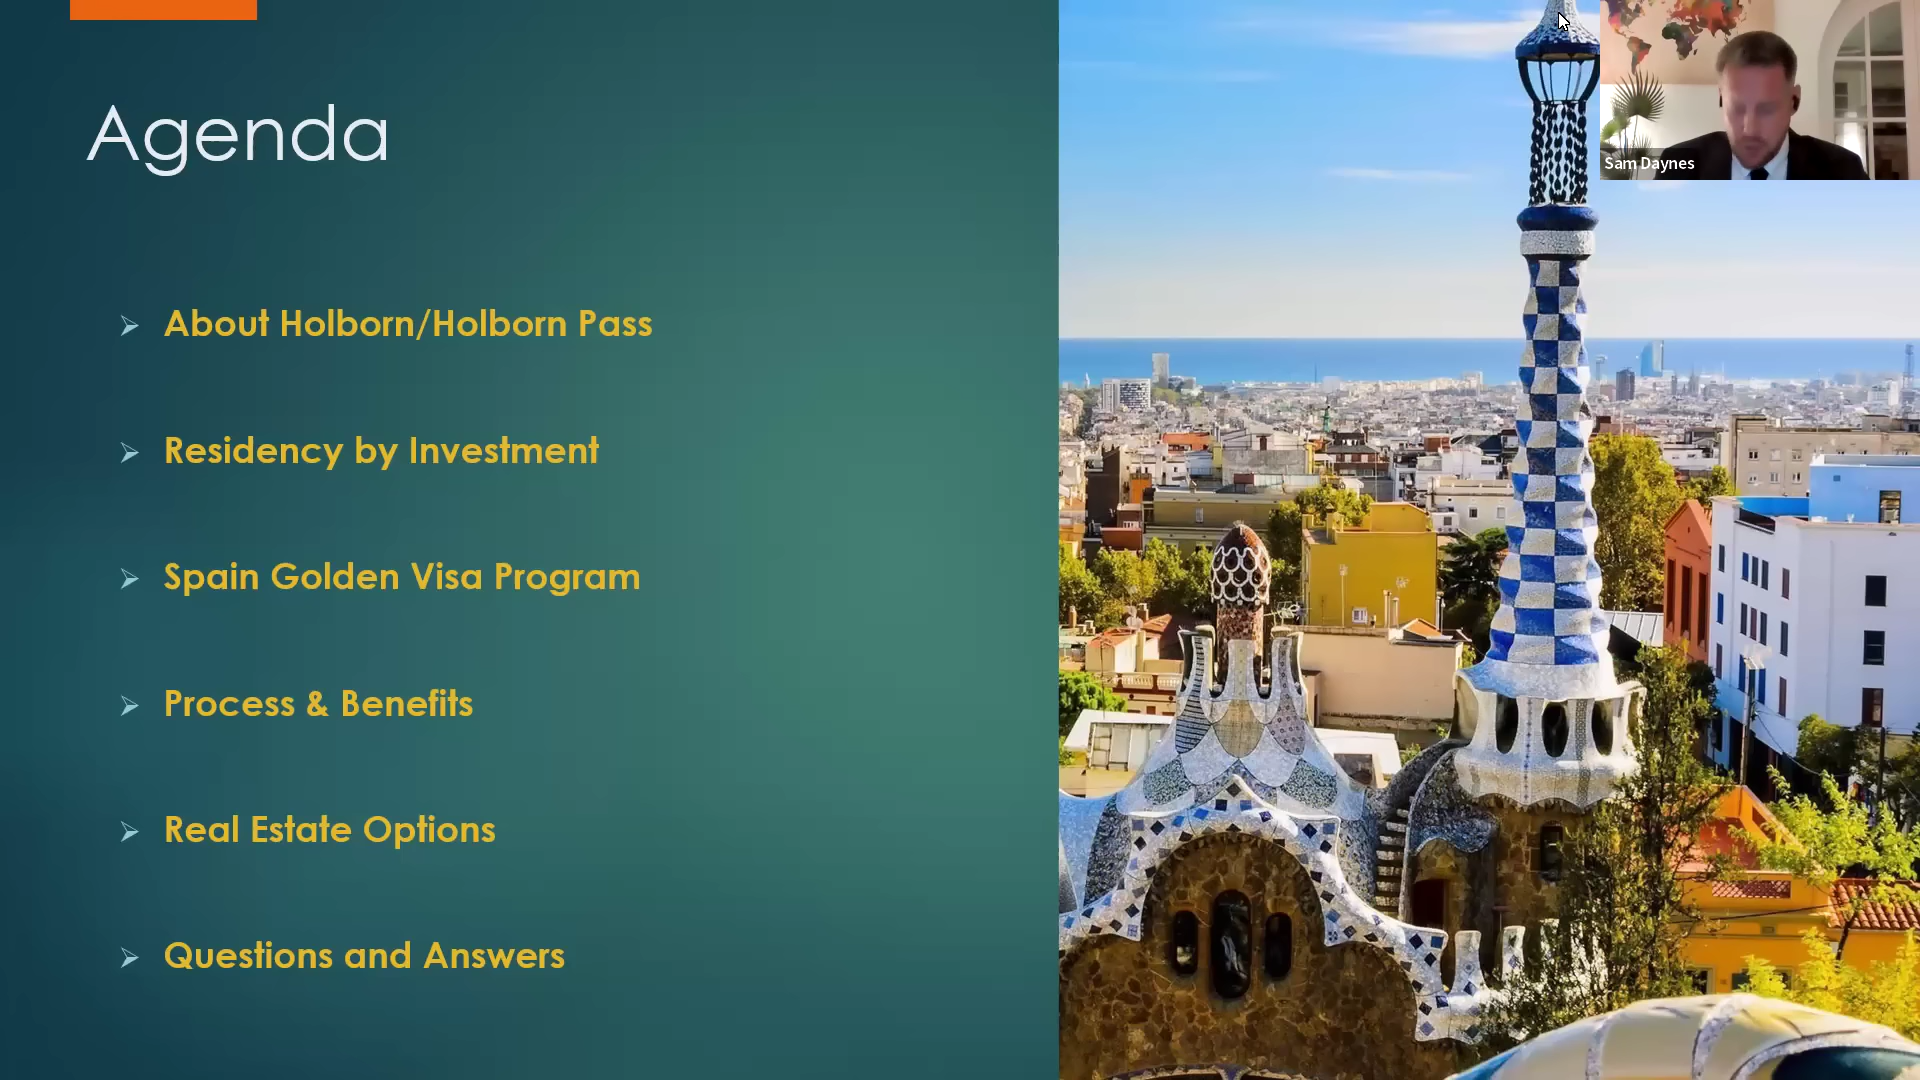 Agenda
About Holborn/Holborn Pass
Residency by Investment
Spain Golden Visa Program
Process & Benefits
Real Estate Options
Questions and Answers
Sam Daynes